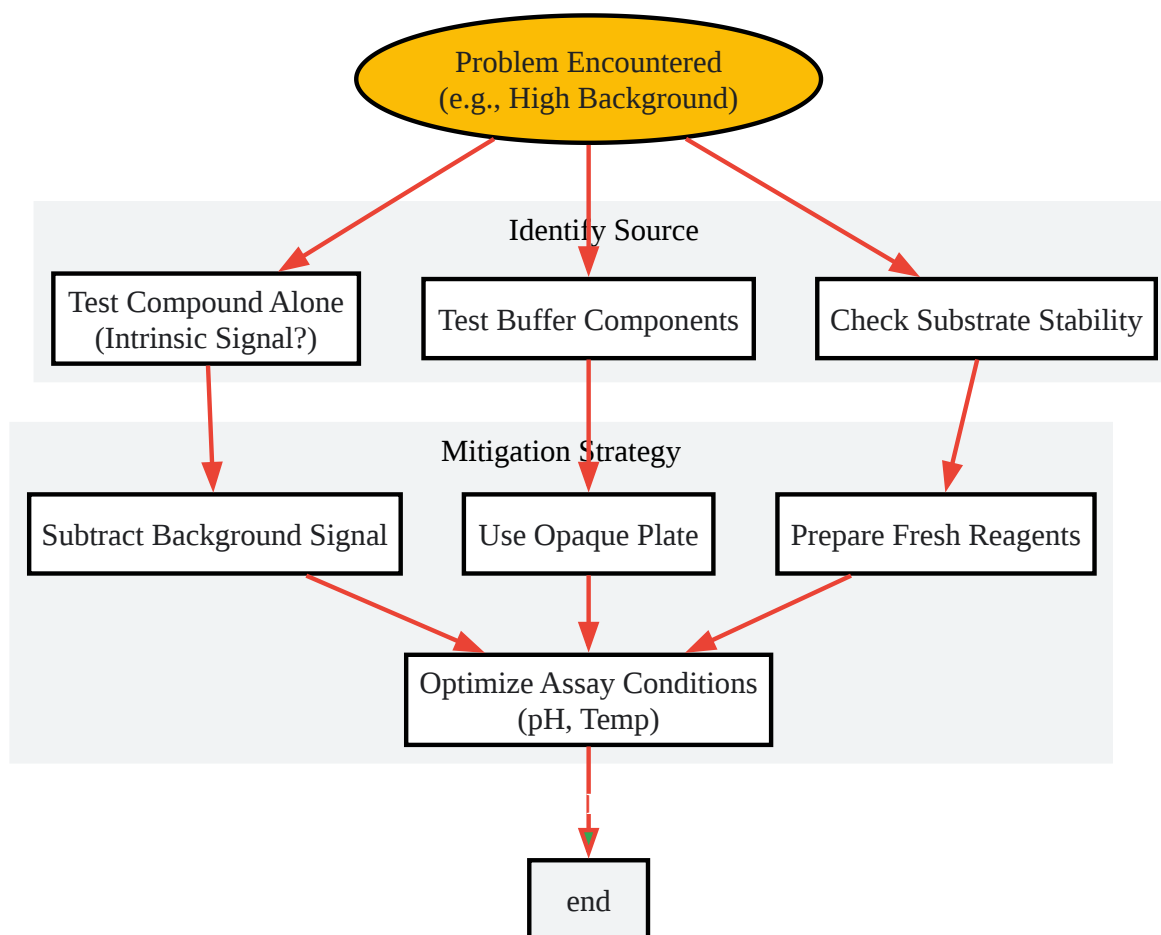 Problem Encountered
(e.g., High Background)
Identify Source
Test Compound Alone
(Intrinsic Signal?)
Test Buffer Components
Check Substrate Stability
Mitigation Strategy
Subtract Background Signal
Use Opaque Plate
Prepare Fresh Reagents
Optimize Assay Conditions
(pH, Temp)
end